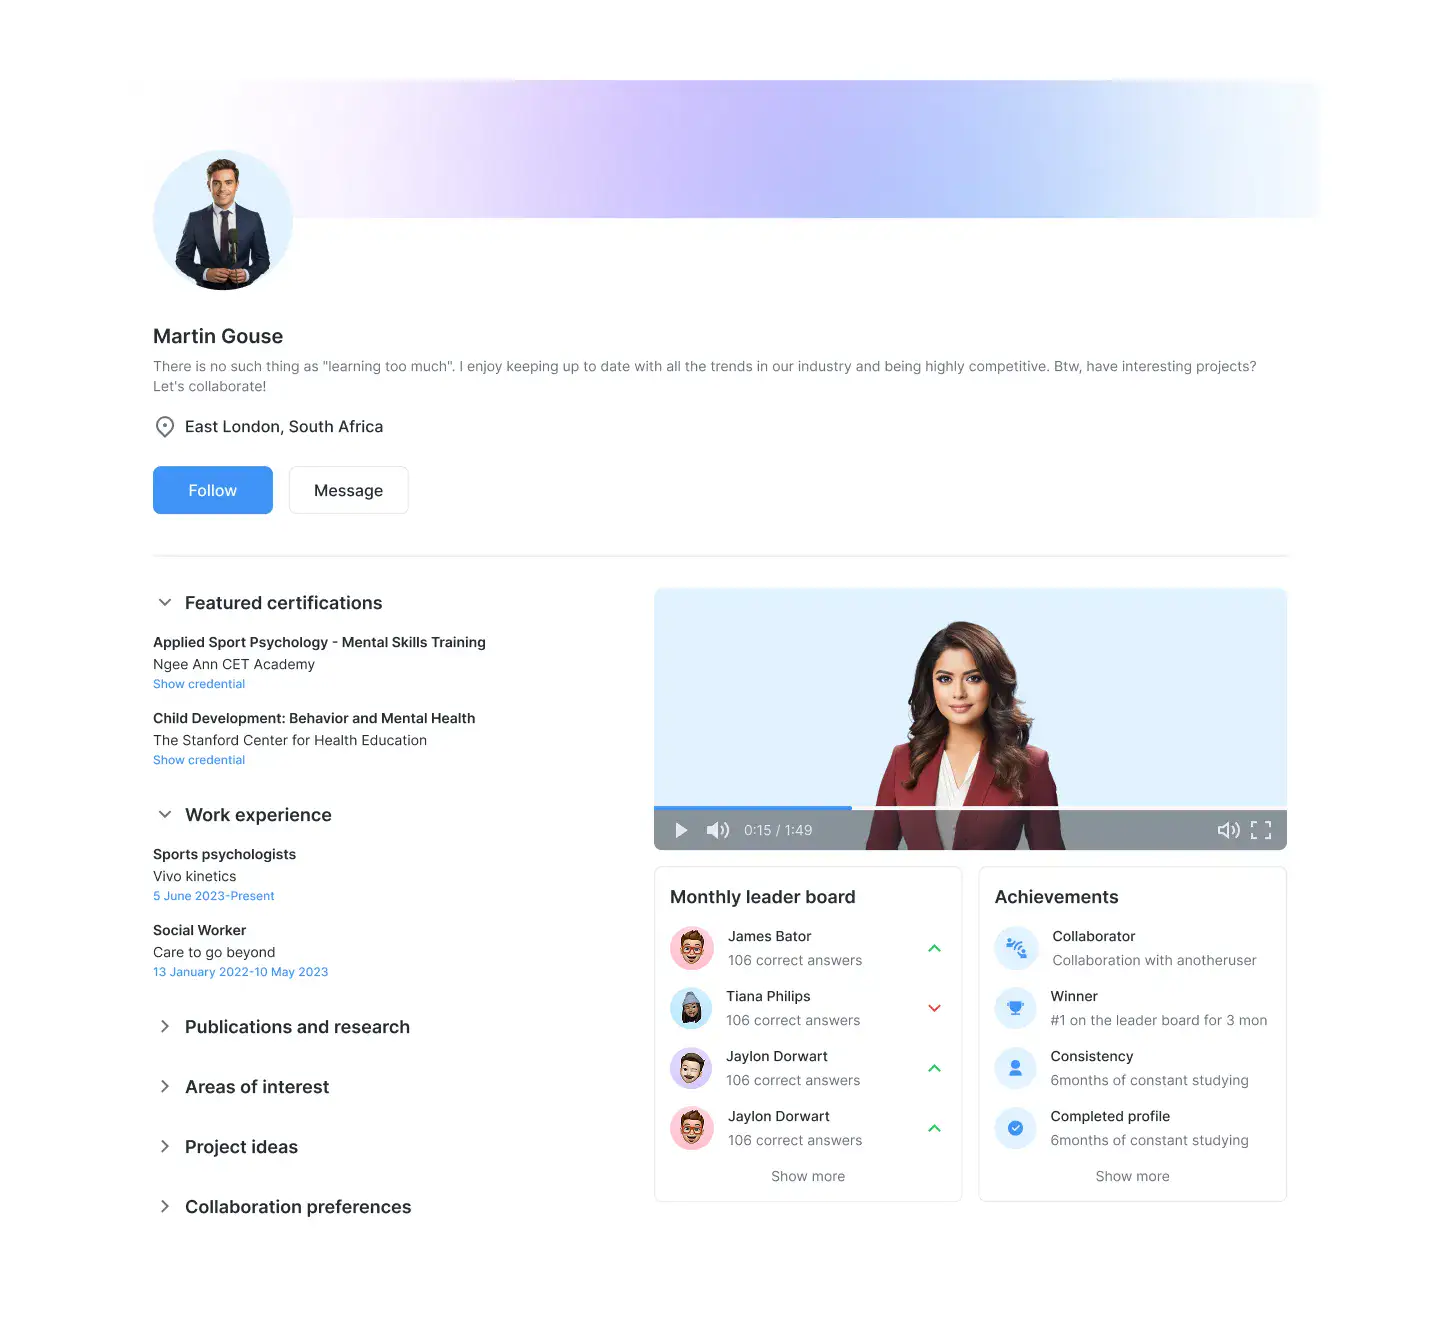 Martin Gouse
There is no such thing as "learning too much". I enjoy keeping up to date with all the trends in our industry and being highly competitive. Btw, have interesting projects?
Let's collaborate!
East London, South Africa
Follow
Message
Featured certifications
Applied Sport Psychology - Mental Skills Training
Ngee Ann CET Academy
Show credential
Child Development: Behavior and Mental Health
The Stanford Center for Health Education
Show credential
Work experience
Sports psychologists
Vivo kinetics
5 June 2023-Present
Social Worker
Care to go beyond
13 January 2022-10 May 2023
Publications and research
Areas of interest
Project ideas
Collaboration preferences
0:15 / 1:49
Monthly leader board
James Bator
106 correct answers
Tiana Philips
106 correct answers
Jaylon Dorwart
106 correct answers
Jaylon Dorwart
106 correct answers
Show more
Achievements
Collaborator
Collaboration with anotheruser
Winner
#1 on the leader board for 3 mon
Consistency
6months of constant studying
Completed profile
6months of constant studying
Show more